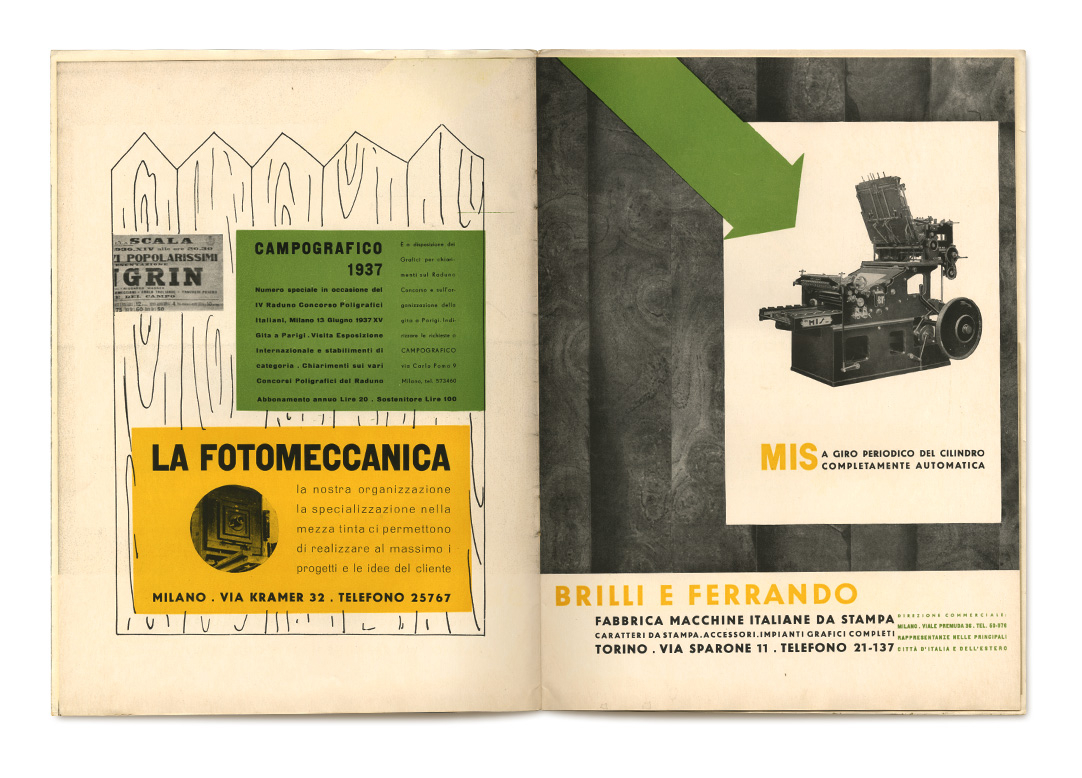 SCALA
POPOLARISSIMI
IGRIN
DEL CAMPO
CAMPOGRAFICO
1937
Numero speciale in occasione del
IV Raduno Concorso Poligrafici
Italiani, Milano 13 Giugno 1937 XV
Gita a Parigi . Visita Esposizione
Internazionale e stabilimenti di
categoria . Chiarimenti sui vari
Concorsi Poligrafici del Raduno
Abbonamento annuo Lire 20 . Sostenitore Lire 100
E a disposizione dei
Grafici per chiari-
menti sul Raduno
Concorso e sull'or-
ganizzazione della
gita a Parigi. Indi-
rizzare le richieste a
CAMPOGRAFICO
via Carlo Fumo 9
Milano, tel. 573460
LA FOTOMECCANICA
la nostra organizzazione
la specializzazione nella
mezza tinta ci permettono
di realizzare al massimo i
progetti e le idee del cliente
MILANO . VIA KRAMER 32 . TELEFONO 25767
MIS
MIS A GIRO PERIODICO DEL CILINDRO
COMPLETAMENTE AUTOMATICA
BRILLI E FERRANDO
FABBRICA MACCHINE ITALIANE DA STAMPA
CARATTERI DA STAMPA.ACCESSORI.IMPIANTI GRAFICI COMPLETI
TORINO . VIA SPARONE 11 . TELEFONO 21-137
DIREZIONE COMMERCIALE:
MILANO . VIALE PREMUDA 36 . TEL. 50-976
RAPPRESENTANZE NELLE PRINCIPALI
CITTÀ D'ITALIA E DELL'ESTERO